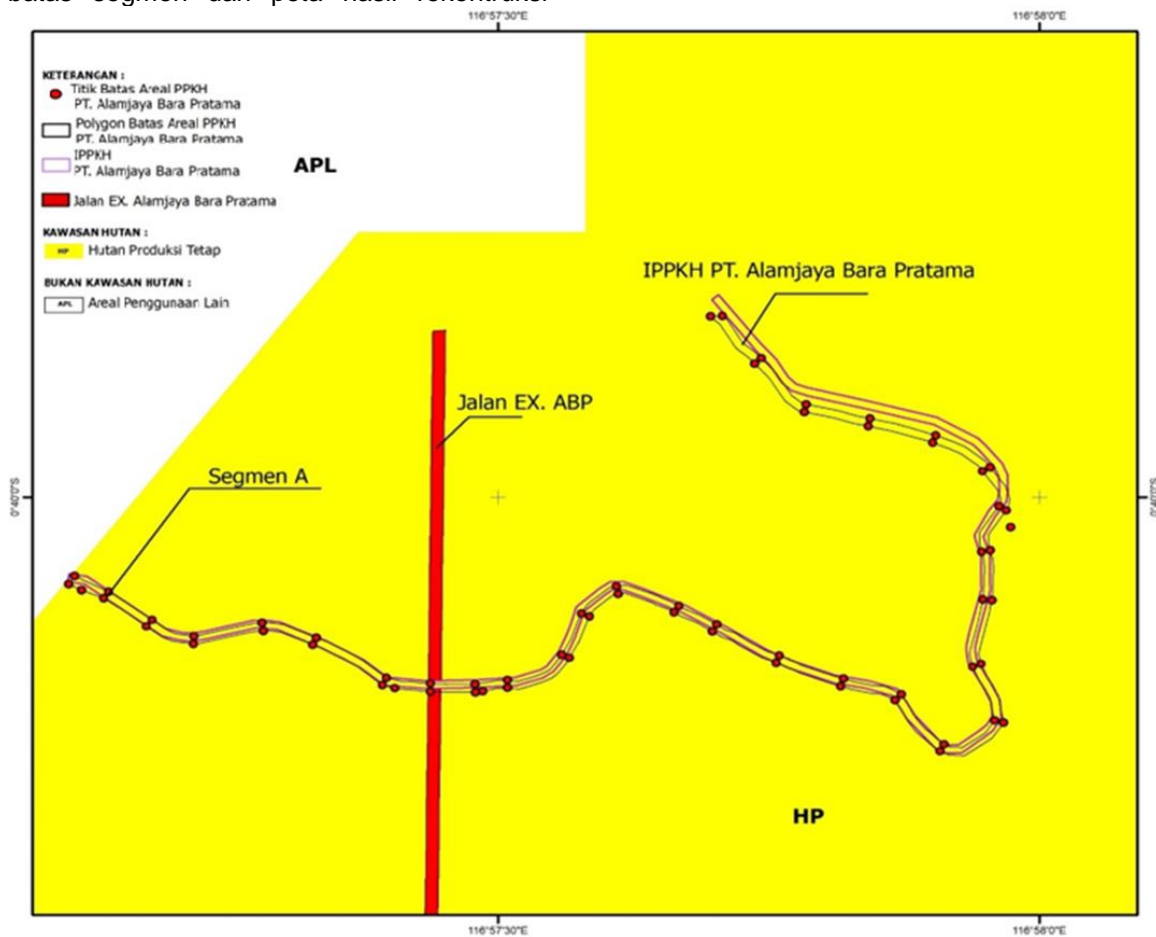 batas segmen dan peta hasil rekontruksi
116°57'30"E
116°58'0"E
KETERANGAN :
Titik Batas Areal PPKH
PT. Alamjaya Bara Pratama
Polygon Batas Areal PPKH
PT. Alamjaya Bara Pratama
IPPKH
PT. Alamjaya Bara Pratama
Jalan EX. Alamjaya Bara Pratama
KAWASAN HUTAN :
HP Hutan Produksi Tetap
BUKAN KAWASAN HUTAN :
APL Areal Penggunaan Lain
APL
IPPKH PT. Alamjaya Bara Pratama
Jalan EX. ABP
Segmen A
0°40'0"S
0°40'0"S
HP
116°57'30"E
116°58'0"E